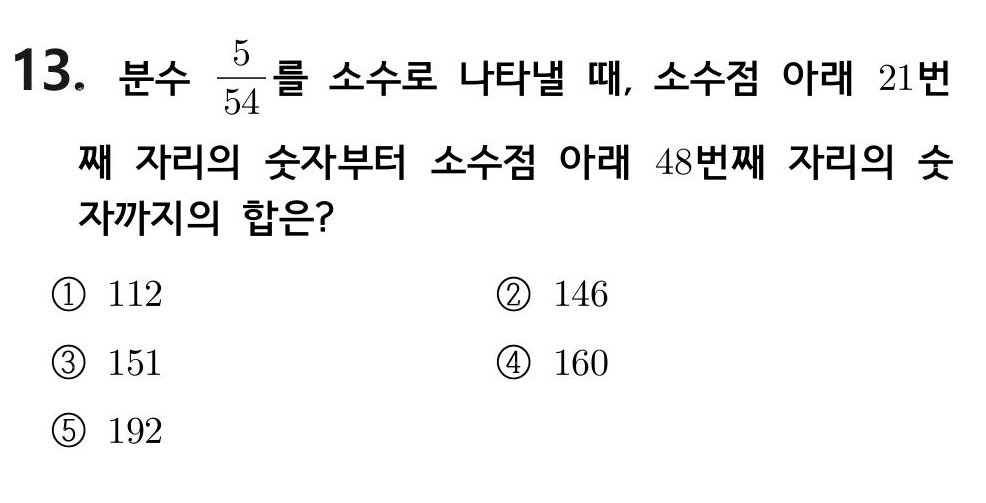 13. 분수 $\frac{5}{54}$를 소수로 나타낼 때, 소수점 아래 21번
째 자리의 숫자부터 소수점 아래 48번째 자리의 숫
자까지의 합은?
① 112 ② 146
③ 151 ④ 160
⑤ 192